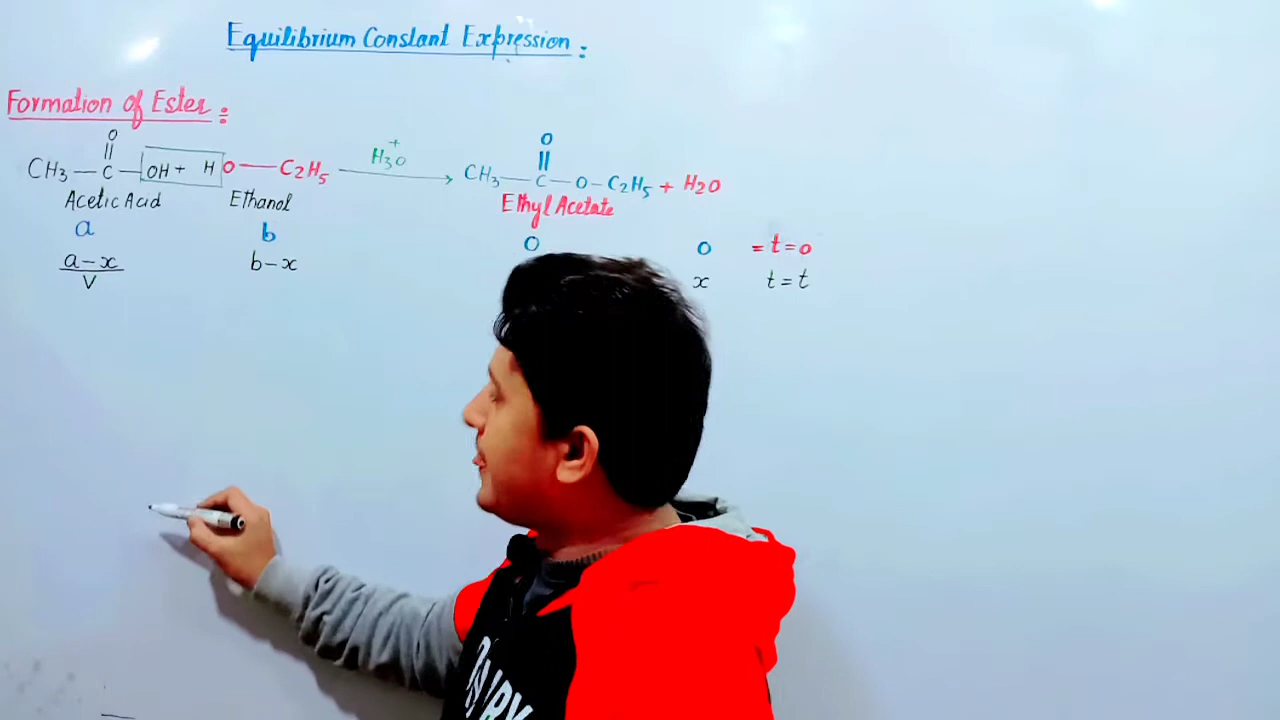 Equilibrium Constant Expression :
Formation of Ester :
O O
CH3 — C — OH + H O — C2H5 H3O+ CH3 — C — O — C2H5 + H2O
Acetic Acid Ethanol Ethyl Acetate
a b O O = t = o
a - x b - x x t = t
V